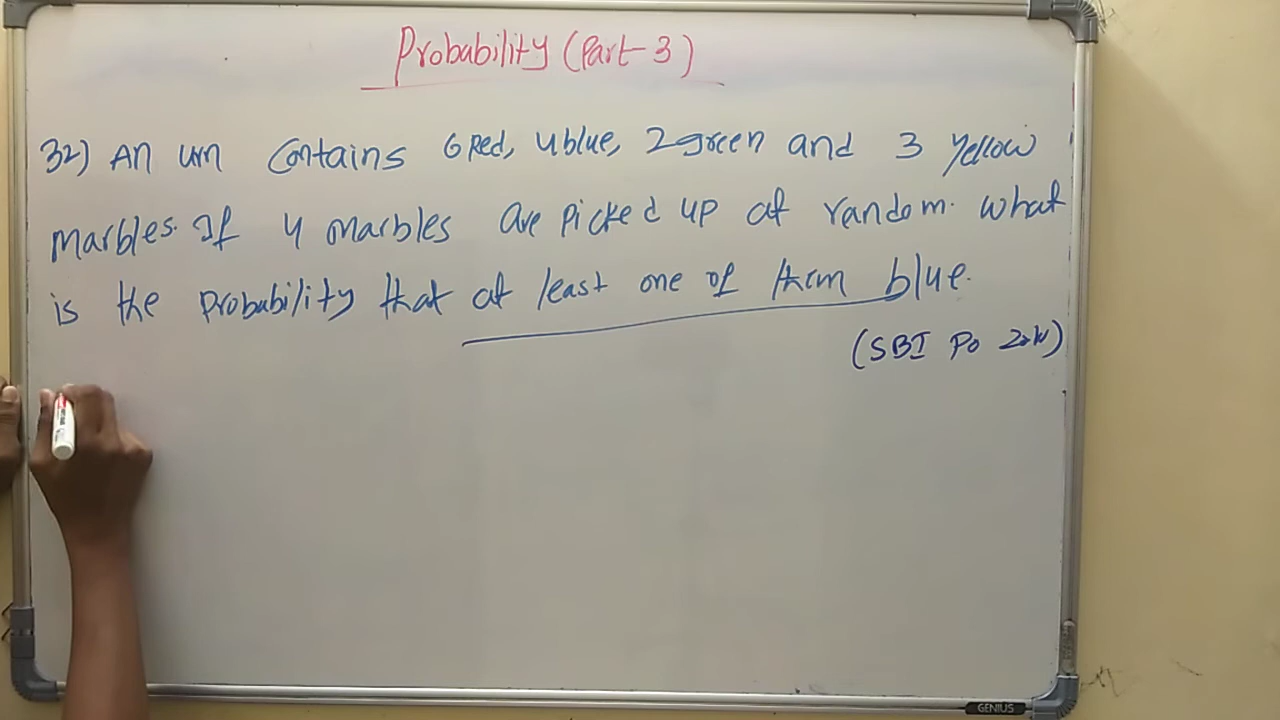 Probability (Part-3)
32) An urn contains 6 Red, 4 blue, 2 green and 3 yellow
Marbles. If 4 marbles are picked up at random. what
is the probability that at least one of them blue.
(SBI Po
GENIUS